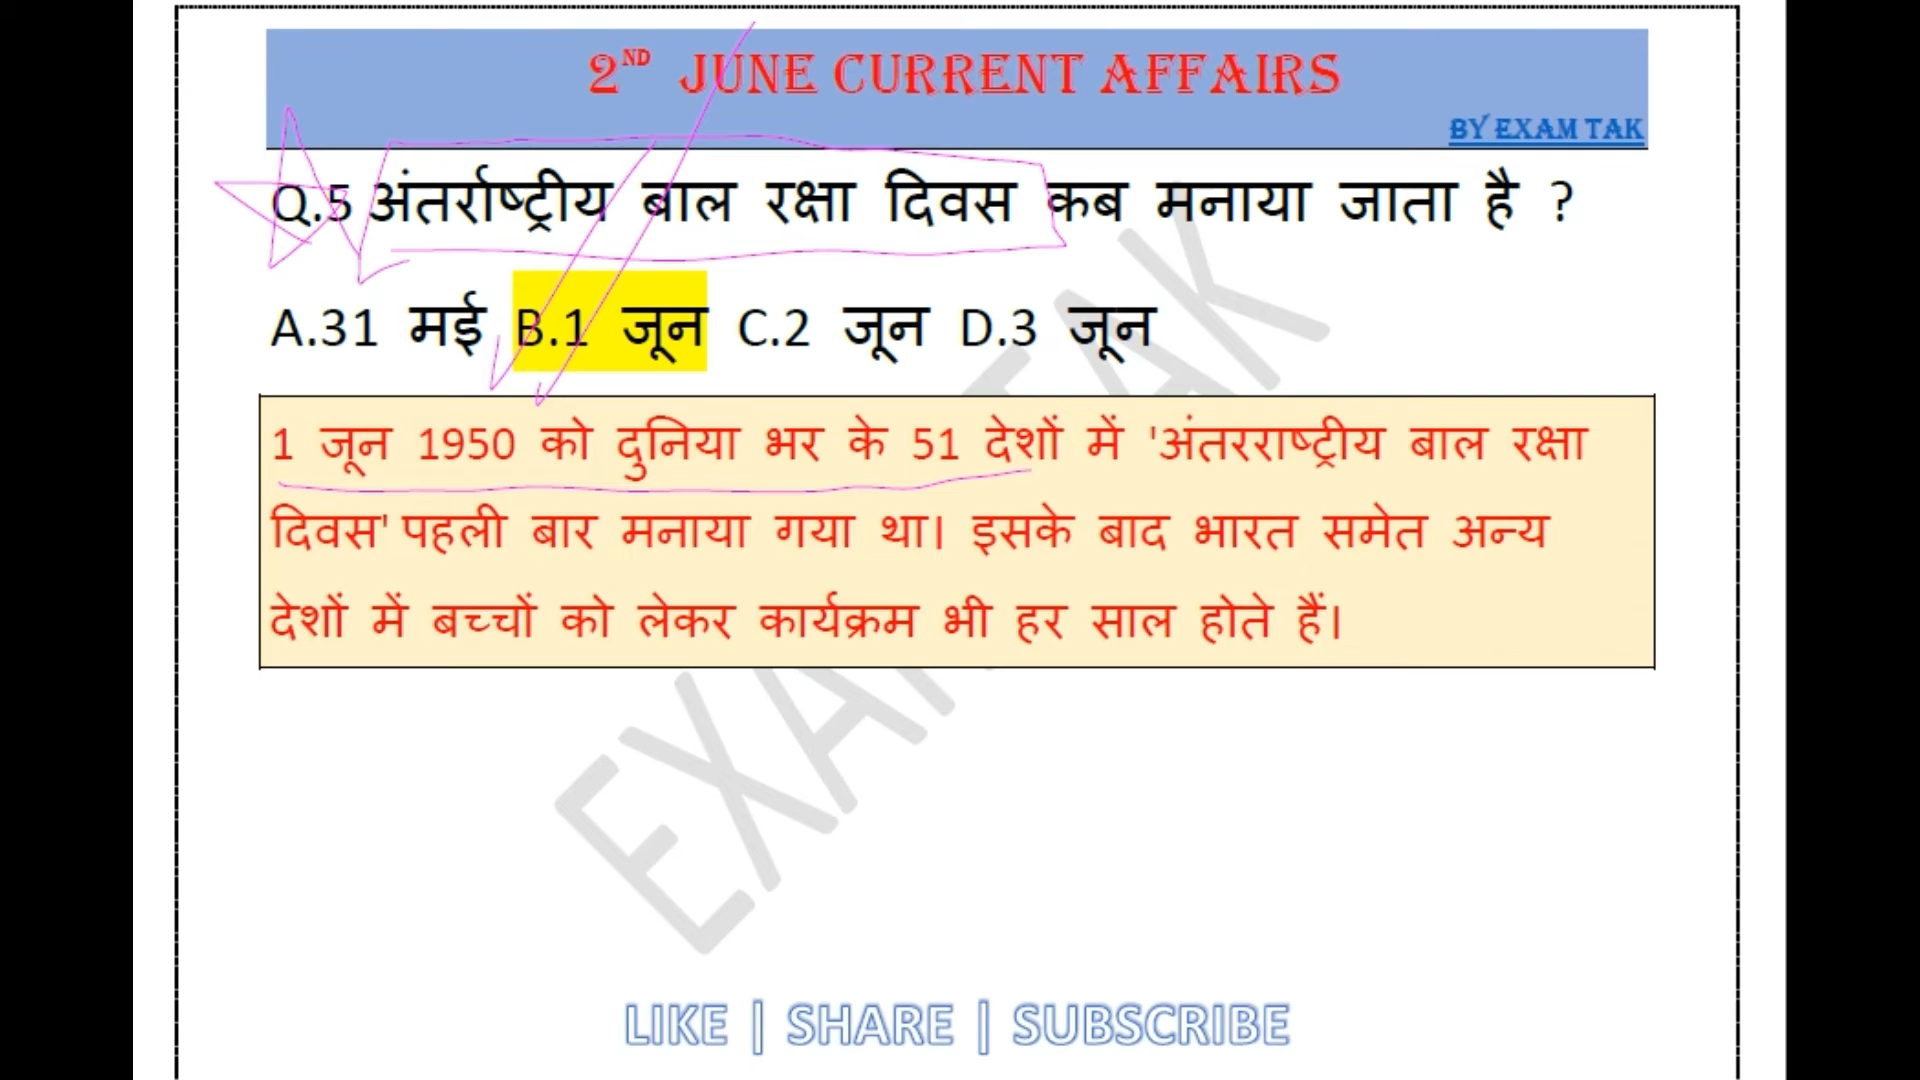 2ND JUNE CURRENT AFFAIRS
BY EXAM TAK
Q.5 अंतर्राष्ट्रीय बाल रक्षा दिवस कब मनाया जाता है ?
A.31 मई B.1 जून C.2 जून D.3 जून
1 जून 1950 को दुनिया भर के 51 देशों में 'अंतरराष्ट्रीय बाल रक्षा
दिवस' पहली बार मनाया गया था। इसके बाद भारत समेत अन्य
देशों में बच्चों को लेकर कार्यक्रम भी हर साल होते हैं।
EXAM TAK
LIKE | SHARE | SUBSCRIBE